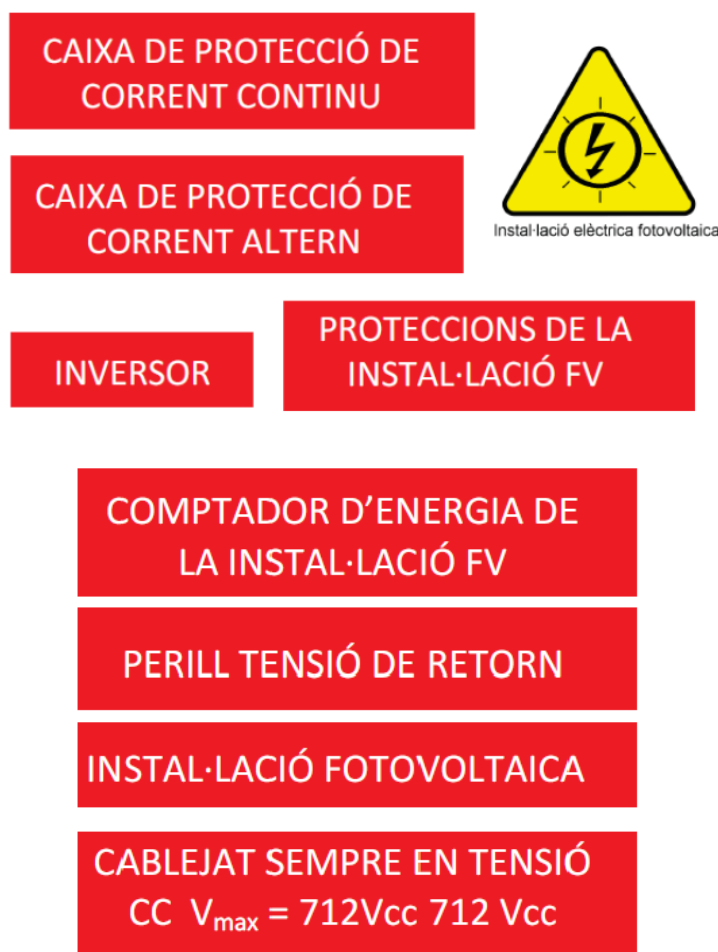 CAIXA DE PROTECCIÓ DE
CORRENT CONTINU
Instal·lació elèctrica fotovoltaica
CAIXA DE PROTECCIÓ DE
CORRENT ALTERN
INVERSOR
PROTECCIONS DE LA
INSTAL·LACIÓ FV
COMPTADOR D’ENERGIA DE
LA INSTAL·LACIÓ FV
PERILL TENSIÓ DE RETORN
INSTAL·LACIÓ FOTOVOLTAICA
CABLEJAT SEMPRE EN TENSIÓ
CC Vmax = 712Vcc 712 Vcc